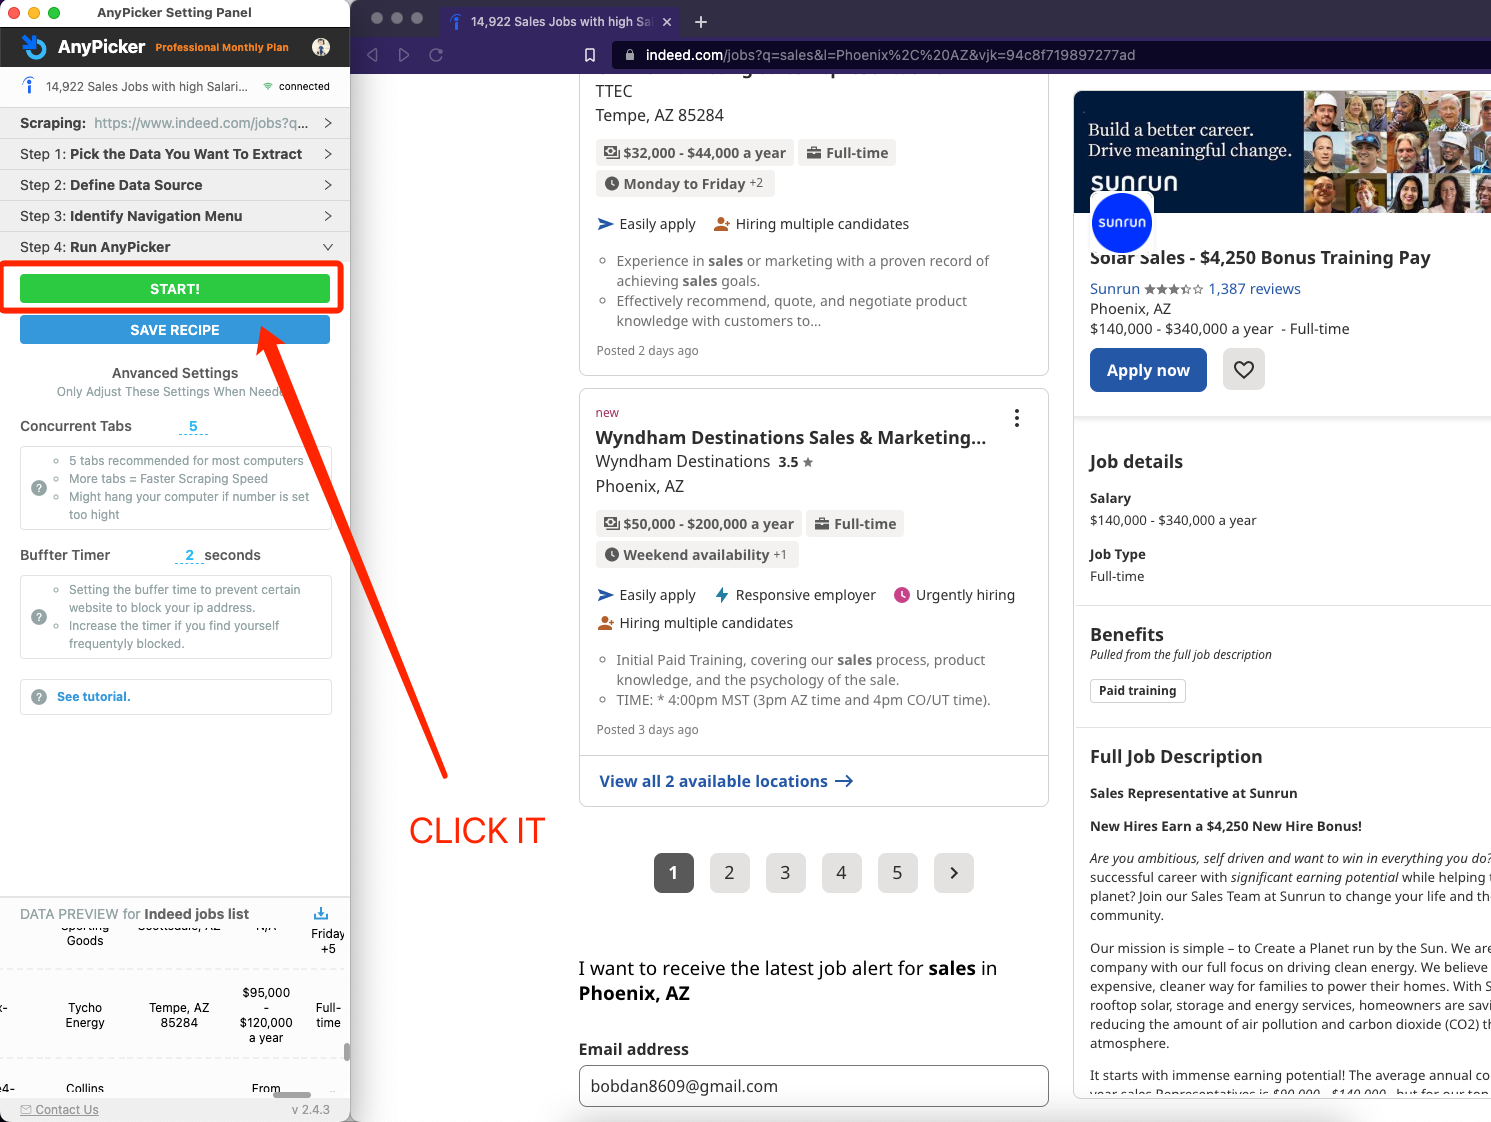 AnyPicker Setting Panel
AnyPicker Professional Monthly Plan
14,922 Sales Jobs with high Salari... connected
Scraping: https://www.indeed.com/jobs?q...
Step 1: Pick the Data You Want To Extract
Step 2: Define Data Source
Step 3: Identify Navigation Menu
Step 4: Run AnyPicker
START!
SAVE RECIPE
Anvanced Settings
Only Adjust These Settings When Neede
Concurrent Tabs 5
5 tabs recommended for most computers
More tabs = Faster Scraping Speed
Might hang your computer if number is set
too hight
Buffter Timer 2 seconds
Setting the buffer time to prevent certain
website to block your ip address.
Increase the timer if you find yourself
frequentyly blocked.
See tutorial.
DATA PREVIEW for Indeed jobs list
Sporting
Goods
Scottsdale, AZ
N/A
Friday
+5
Tycho
Energy
Tempe, AZ
85284
$95,000
-
$120,000
a year
Full-
time
Collins
From
Contact Us v 2.4.3
CLICK IT
14,922 Sales Jobs with high Sal
indeed.com/jobs?q=sales&l=Phoenix%2C%20AZ&vjk=94c8f719897277ad
TTEC
Tempe, AZ 85284
$32,000 - $44,000 a year Full-time
Monday to Friday +2
Easily apply Hiring multiple candidates
Experience in sales or marketing with a proven record of
achieving sales goals.
Effectively recommend, quote, and negotiate product
knowledge with customers to...
Posted 2 days ago
new
Wyndham Destinations Sales & Marketing...
Wyndham Destinations 3.5
Phoenix, AZ
$50,000 - $200,000 a year Full-time
Weekend availability +1
Easily apply Responsive employer Urgently hiring
Hiring multiple candidates
Initial Paid Training, covering our sales process, product
knowledge, and the psychology of the sale.
TIME: * 4:00pm MST (3pm AZ time and 4pm CO/UT time).
Posted 3 days ago
View all 2 available locations
1 2 3 4 5
I want to receive the latest job alert for sales in
Phoenix, AZ
Email address
bobdan8609@gmail.com
Build a better career.
Drive meaningful change.
sunrun
sunrun
Solar Sales - $4,250 Bonus Training Pay
Sunrun 1,387 reviews
Phoenix, AZ
$140,000 - $340,000 a year - Full-time
Apply now
Job details
Salary
$140,000 - $340,000 a year
Job Type
Full-time
Benefits
Pulled from the full job description
Paid training
Full Job Description
Sales Representative at Sunrun
New Hires Earn a $4,250 New Hire Bonus!
Are you ambitious, self driven and want to win in everything you do?
successful career with significant earning potential while helping
planet? Join our Sales Team at Sunrun to change your life and the
community.
Our mission is simple – to Create a Planet run by the Sun. We are
company with our full focus on driving clean energy. We believe
expensive, cleaner way for families to power their homes. With S
rooftop solar, storage and energy services, homeowners are savi
reducing the amount of air pollution and carbon dioxide (CO2) th
atmosphere.
It starts with immense earning potential! The average annual co
year sales Representatives is $90,000 - $140,000 but for our top